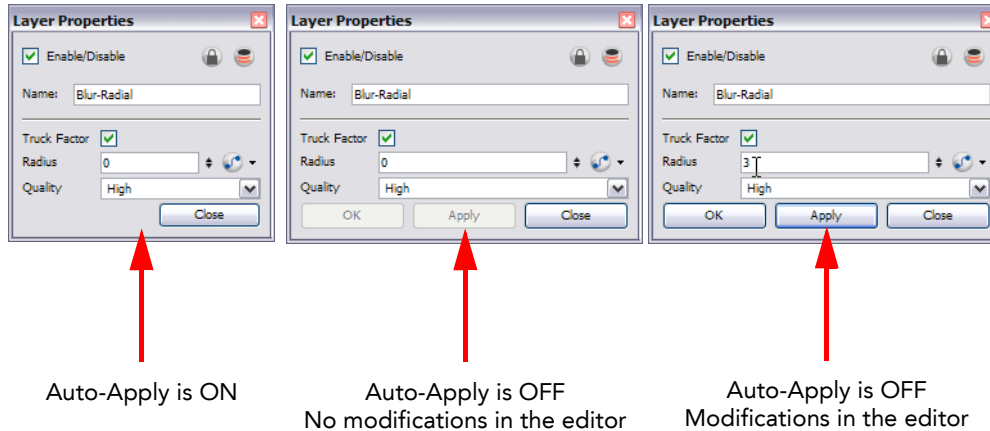 Layer Properties
Enable/Disable
Name: Blur-Radial
Truck Factor
Radius 0
Quality High
Close
Auto-Apply is ON
Layer Properties
Enable/Disable
Name: Blur-Radial
Truck Factor
Radius 0
Quality High
OK Apply Close
Auto-Apply is OFF
No modifications in the editor
Layer Properties
Enable/Disable
Name: Blur-Radial
Truck Factor
Radius 3
Quality High
OK Apply Close
Auto-Apply is OFF
Modifications in the editor